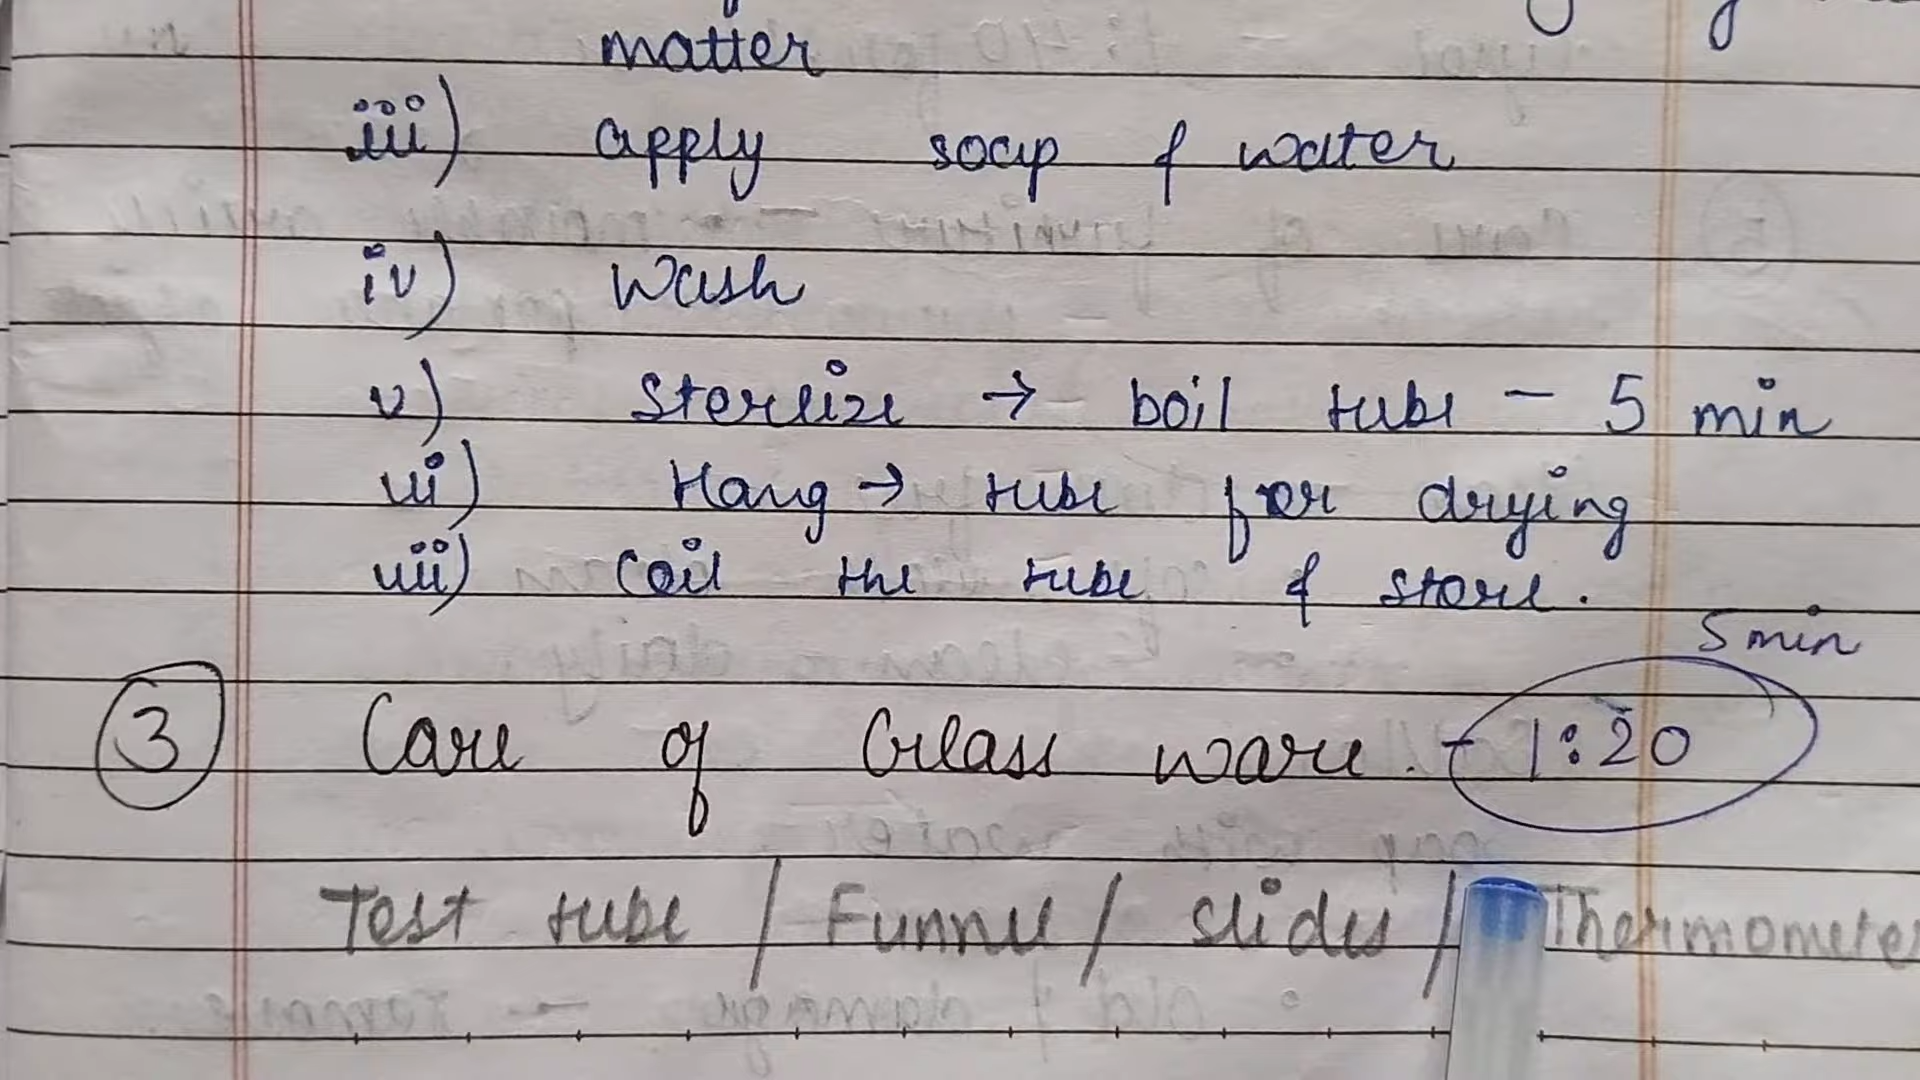 matter
iii) apply soap & water
iv) Wash
v) Sterlize → boil tube - 5 min
vi) Hang → tube for drying
vii) Coil the tube & store.
5 min
3 Care of Glass ware. - 1:20
Test tube / Funnel / slides / Thermometer